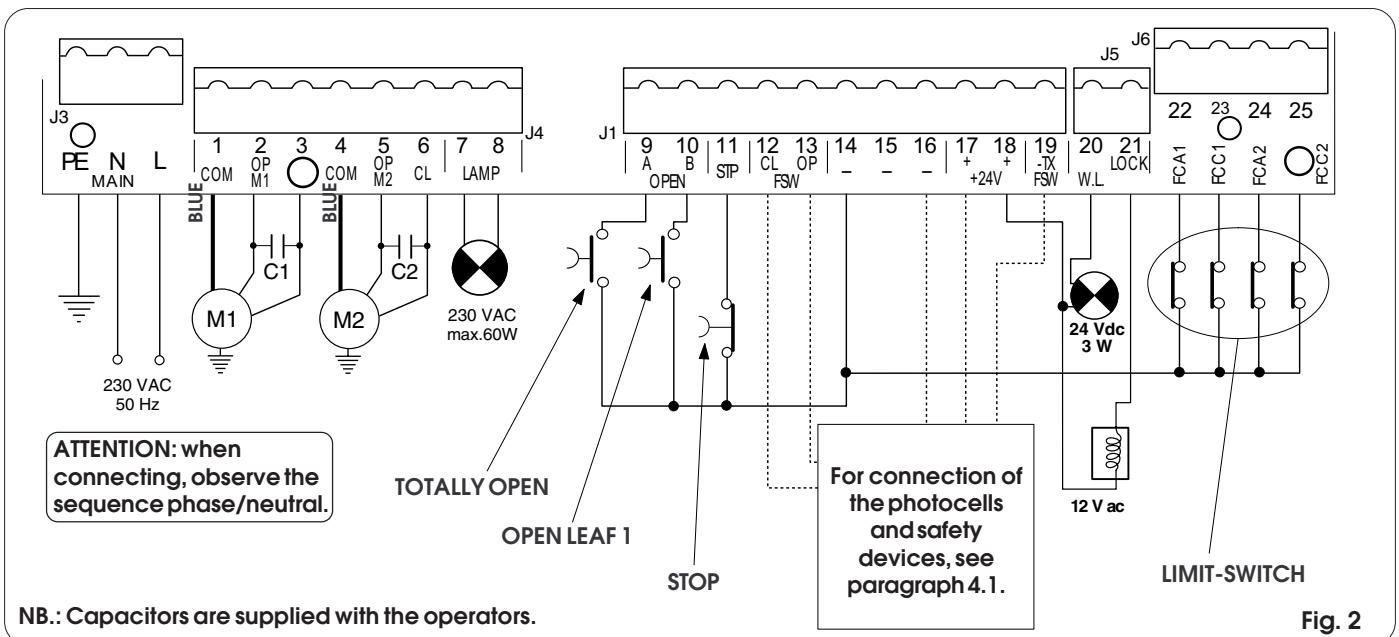 J3
J4
J1
J5
J6
PE N L
MAIN
1 2 3 4 5 6 7 8
COM OP M1 COM OP M2 CL LAMP
BLUE
BLUE
9 10 11 12 13 14 15 16 17 18 19 20 21
A B STP CL OP – – – + + -TX LOCK
OPEN FSW +24V FSW W.L.
22 23 24 25
FCA1 FCC1 FCA2 FCC2
C1
C2
M1
M2
230 VAC
max.60W
230 VAC
50 Hz
24 Vdc
3 W
12 V ac
ATTENTION: when
connecting, observe the
sequence phase/neutral.
TOTALLY OPEN
OPEN LEAF 1
STOP
For connection of
the photocells
and safety
devices, see
paragraph 4.1.
LIMIT-SWITCH
NB.: Capacitors are supplied with the operators.
Fig. 2